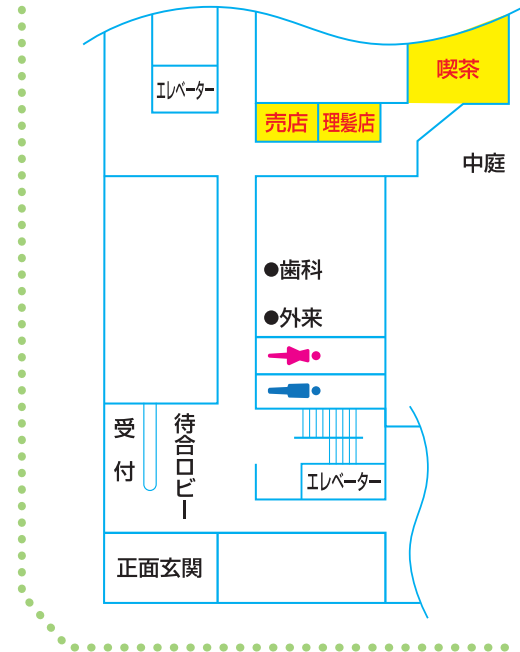 喫茶
エレベーター
売店
理髪店
中庭
●歯科
●外来
受付
待合ロビー
エレベーター
正面玄関